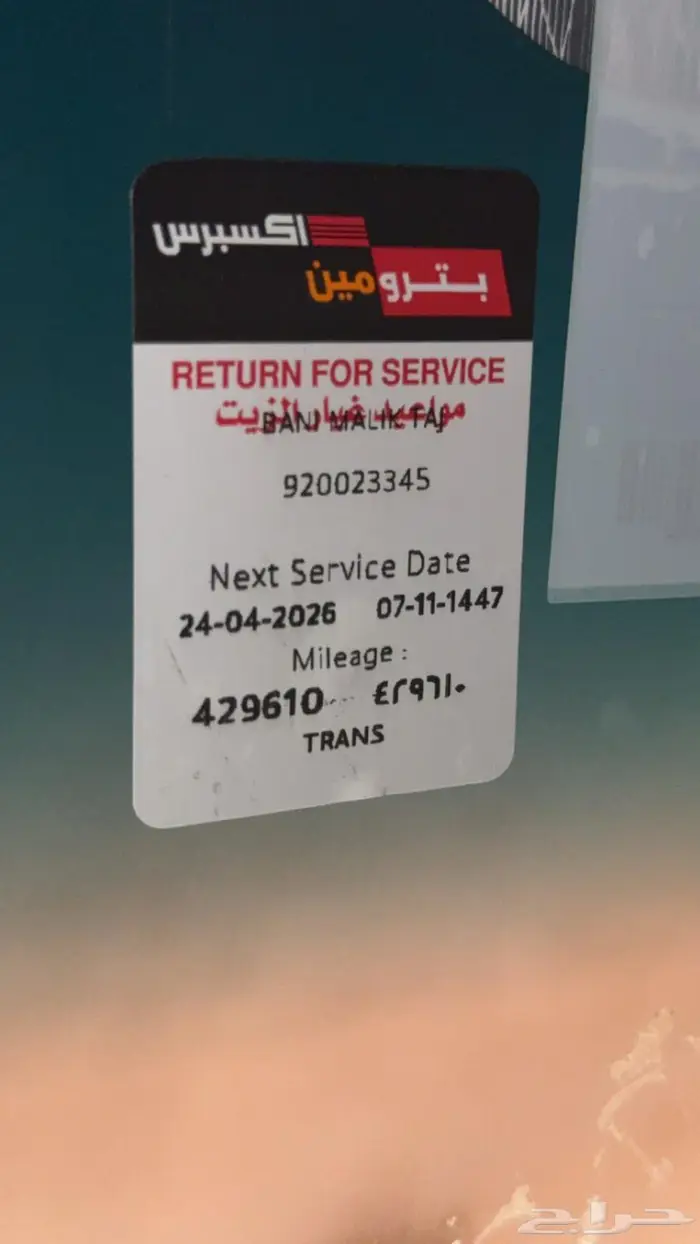 اكسبرس
بترومين
RETURN FOR SERVICE
مواعيد غيار الزيت
BANI MALIK TAJ
920023345
Next Service Date
24-04-2026 07-11-1447
Mileage :
429610 ٤٢٩٦١٠
TRANS
حراج